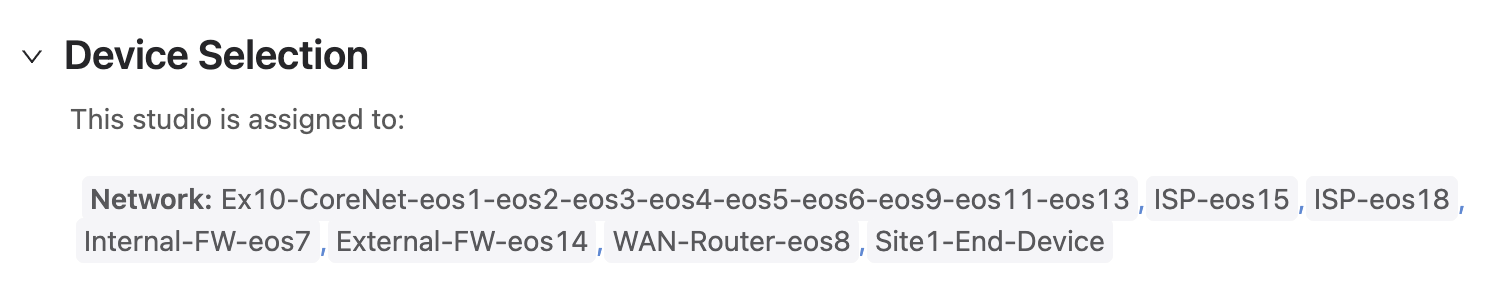 Device Selection
This studio is assigned to:
Network: Ex10-CoreNet-eos1-eos2-eos3-eos4-eos5-eos6-eos9-eos11-eos13 , ISP-eos15 , ISP-eos18 ,
Internal-FW-eos7 , External-FW-eos14 , WAN-Router-eos8 , Site1-End-Device